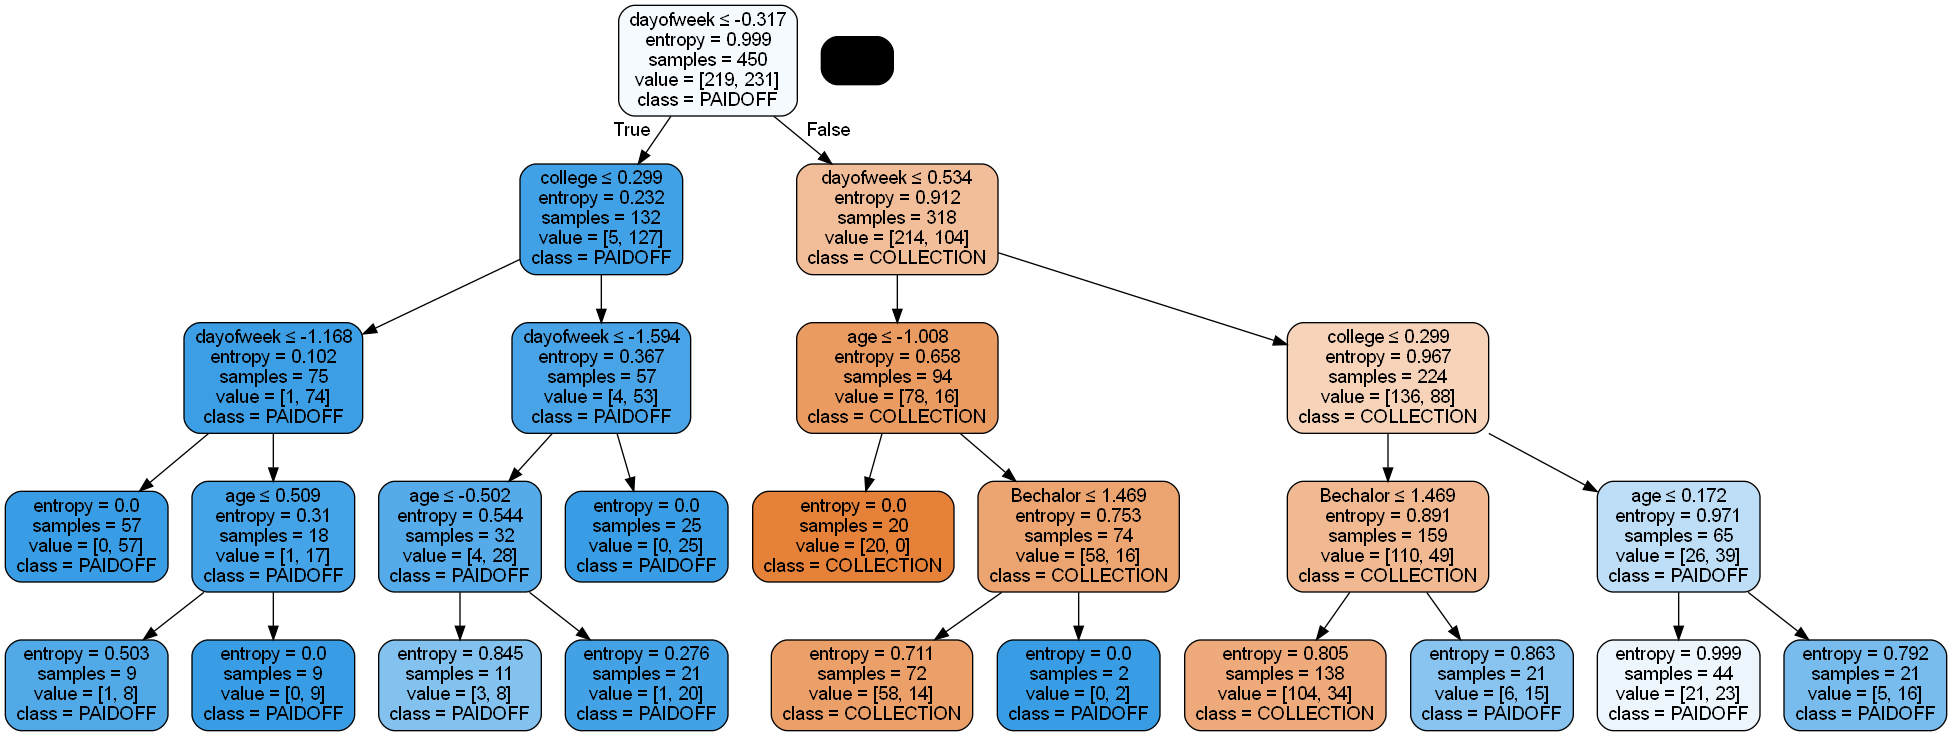 dayofweek ≤ -0.317
entropy = 0.999
samples = 450
value = [219, 231]
class = PAIDOFF
True
False
college ≤ 0.299
entropy = 0.232
samples = 132
value = [5, 127]
class = PAIDOFF
dayofweek ≤ 0.534
entropy = 0.912
samples = 318
value = [214, 104]
class = COLLECTION
dayofweek ≤ -1.168
entropy = 0.102
samples = 75
value = [1, 74]
class = PAIDOFF
dayofweek ≤ -1.594
entropy = 0.367
samples = 57
value = [4, 53]
class = PAIDOFF
age ≤ -1.008
entropy = 0.658
samples = 94
value = [78, 16]
class = COLLECTION
college ≤ 0.299
entropy = 0.967
samples = 224
value = [136, 88]
class = COLLECTION
entropy = 0.0
samples = 57
value = [0, 57]
class = PAIDOFF
age ≤ 0.509
entropy = 0.31
samples = 18
value = [1, 17]
class = PAIDOFF
age ≤ -0.502
entropy = 0.544
samples = 32
value = [4, 28]
class = PAIDOFF
entropy = 0.0
samples = 25
value = [0, 25]
class = PAIDOFF
entropy = 0.0
samples = 20
value = [20, 0]
class = COLLECTION
Bechalor ≤ 1.469
entropy = 0.753
samples = 74
value = [58, 16]
class = COLLECTION
Bechalor ≤ 1.469
entropy = 0.891
samples = 159
value = [110, 49]
class = COLLECTION
age ≤ 0.172
entropy = 0.971
samples = 65
value = [26, 39]
class = PAIDOFF
entropy = 0.503
samples = 9
value = [1, 8]
class = PAIDOFF
entropy = 0.0
samples = 9
value = [0, 9]
class = PAIDOFF
entropy = 0.845
samples = 11
value = [3, 8]
class = PAIDOFF
entropy = 0.276
samples = 21
value = [1, 20]
class = PAIDOFF
entropy = 0.711
samples = 72
value = [58, 14]
class = COLLECTION
entropy = 0.0
samples = 2
value = [0, 2]
class = PAIDOFF
entropy = 0.805
samples = 138
value = [104, 34]
class = COLLECTION
entropy = 0.863
samples = 21
value = [6, 15]
class = PAIDOFF
entropy = 0.999
samples = 44
value = [21, 23]
class = PAIDOFF
entropy = 0.792
samples = 21
value = [5, 16]
class = PAIDOFF